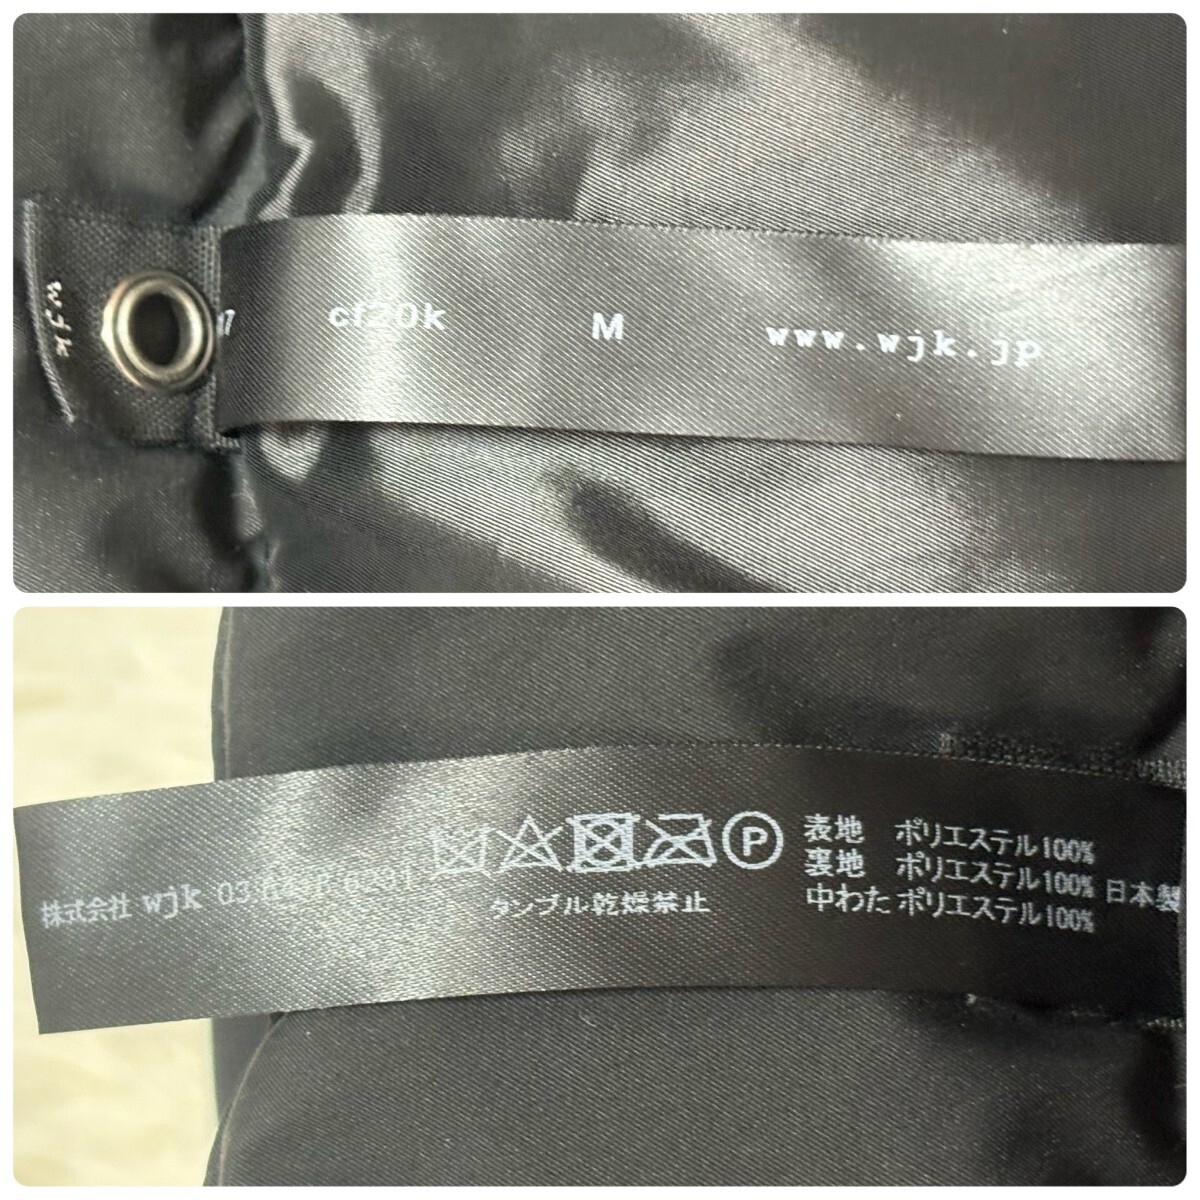 wjk
cf20k M www.wjk.jp
P
株式会社 wjk
タンブル乾燥禁止
表地 ポリエステル100%
裏地 ポリエステル100%
中わた ポリエステル100%
日本製